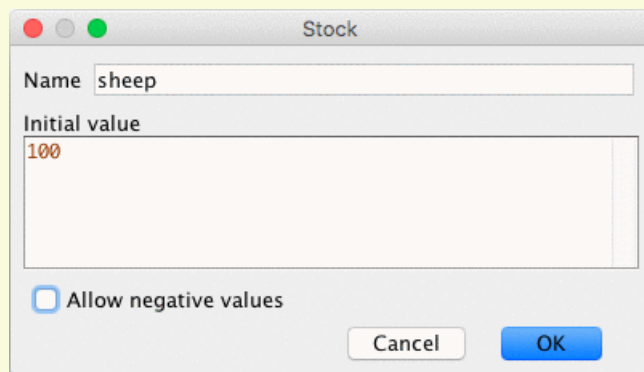 Stock
Name sheep
Initial value
100
Allow negative values
Cancel OK